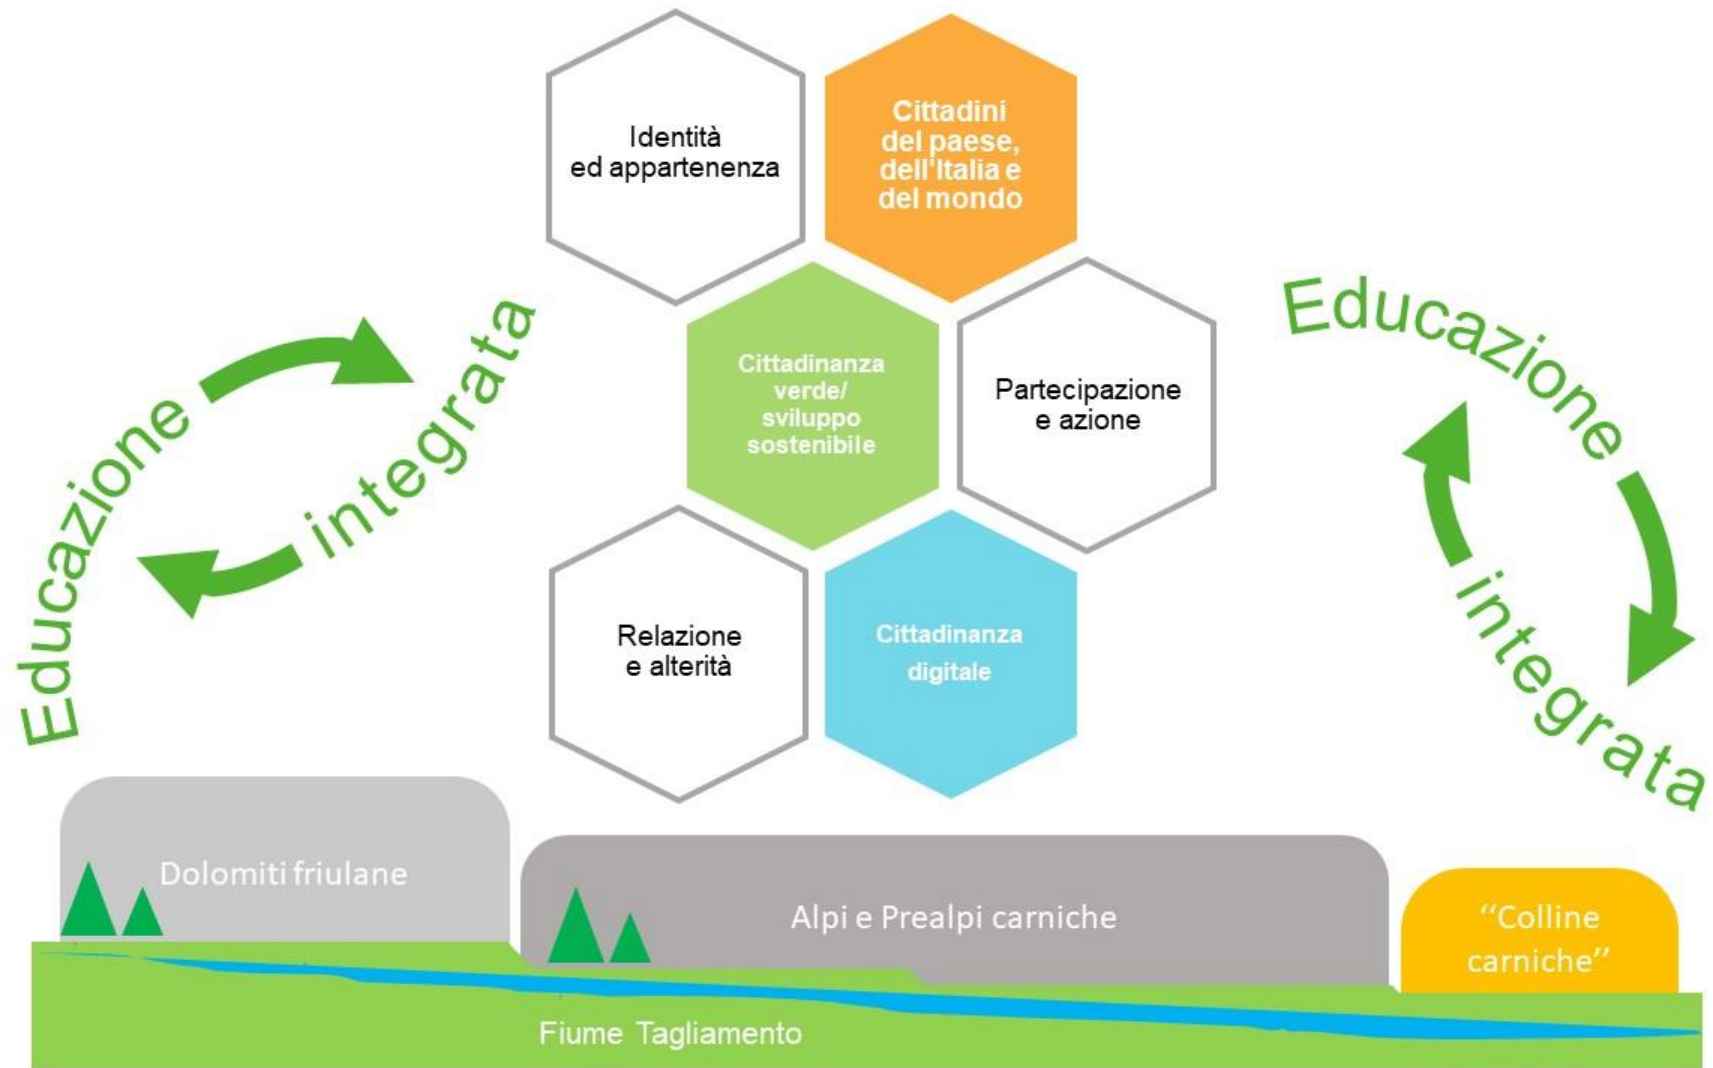 Identità
ed appartenenza
Cittadini
del paese,
dell'Italia e
del mondo
Educazione
integrata
Cittadinanza
verde/
sviluppo
sostenibile
Partecipazione
e azione
Educazione
integrata
Relazione
e alterità
Cittadinanza
digitale
Dolomiti friulane
Alpi e Prealpi carniche
“Colline
carniche”
Fiume Tagliamento